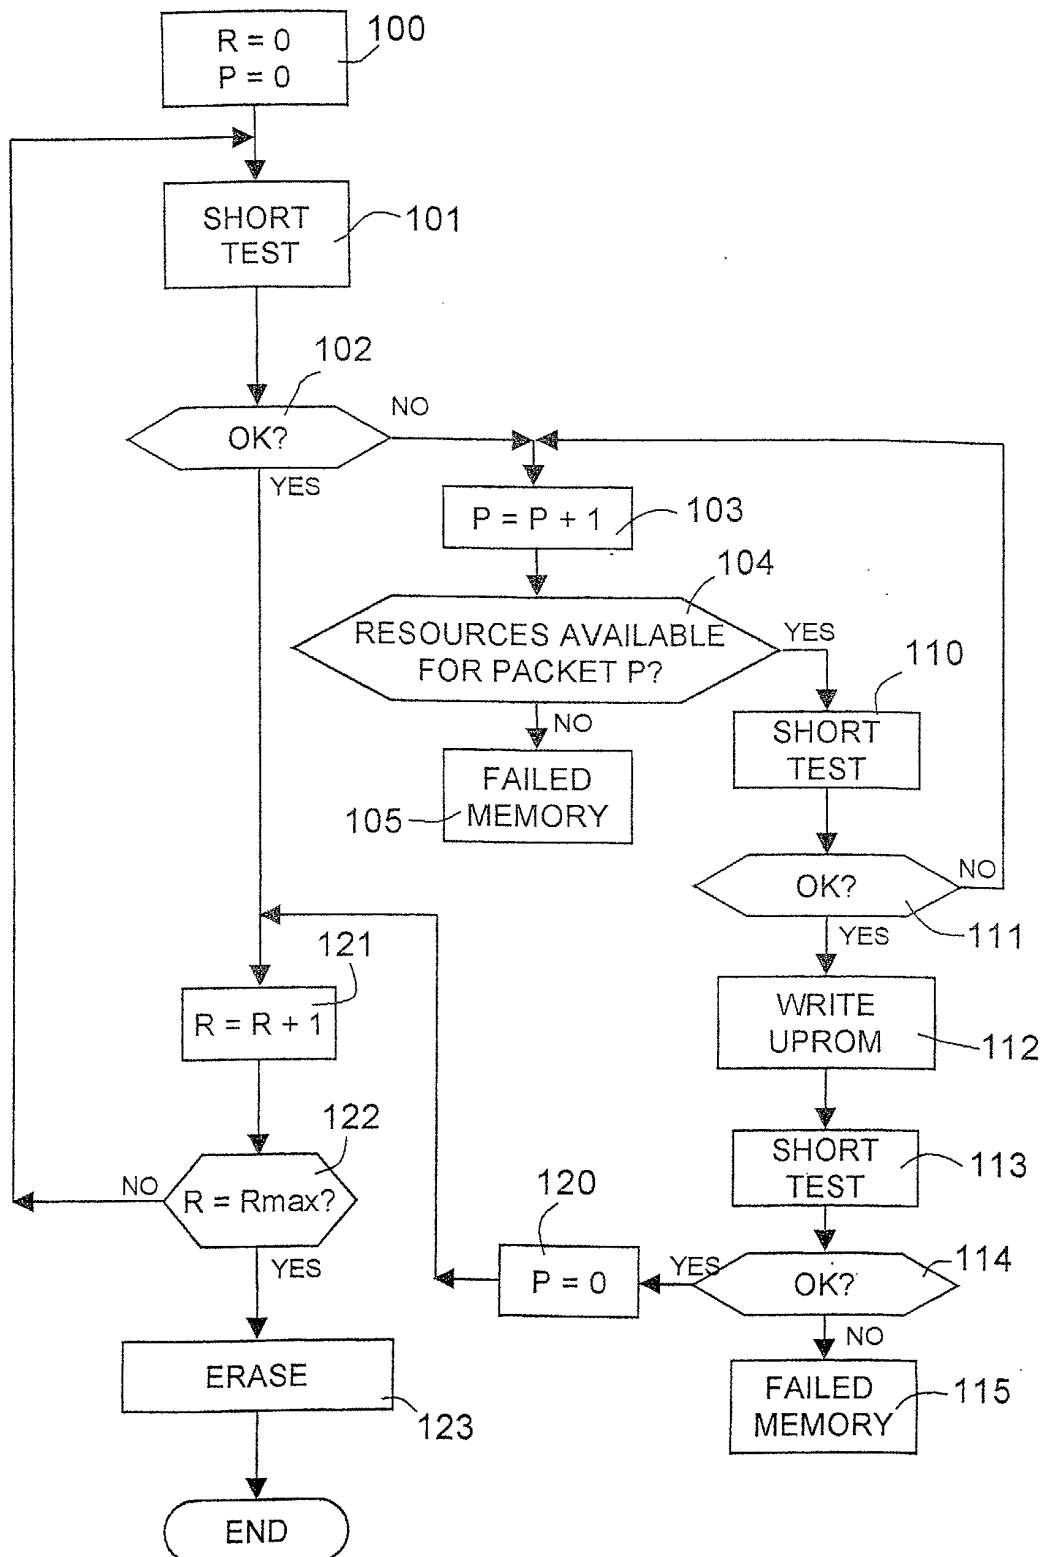 R = 0
P = 0
100
SHORT
TEST
101
102
OK?
NO
YES
P = P + 1
103
104
RESOURCES AVAILABLE
FOR PACKET P?
YES
NO
110
SHORT
TEST
FAILED
MEMORY
105
OK?
NO
YES
111
121
R = R + 1
WRITE
UPROM
112
122
R = Rmax?
NO
YES
SHORT
TEST
113
120
P = 0
YES
OK?
114
NO
ERASE
123
FAILED
MEMORY
115
END